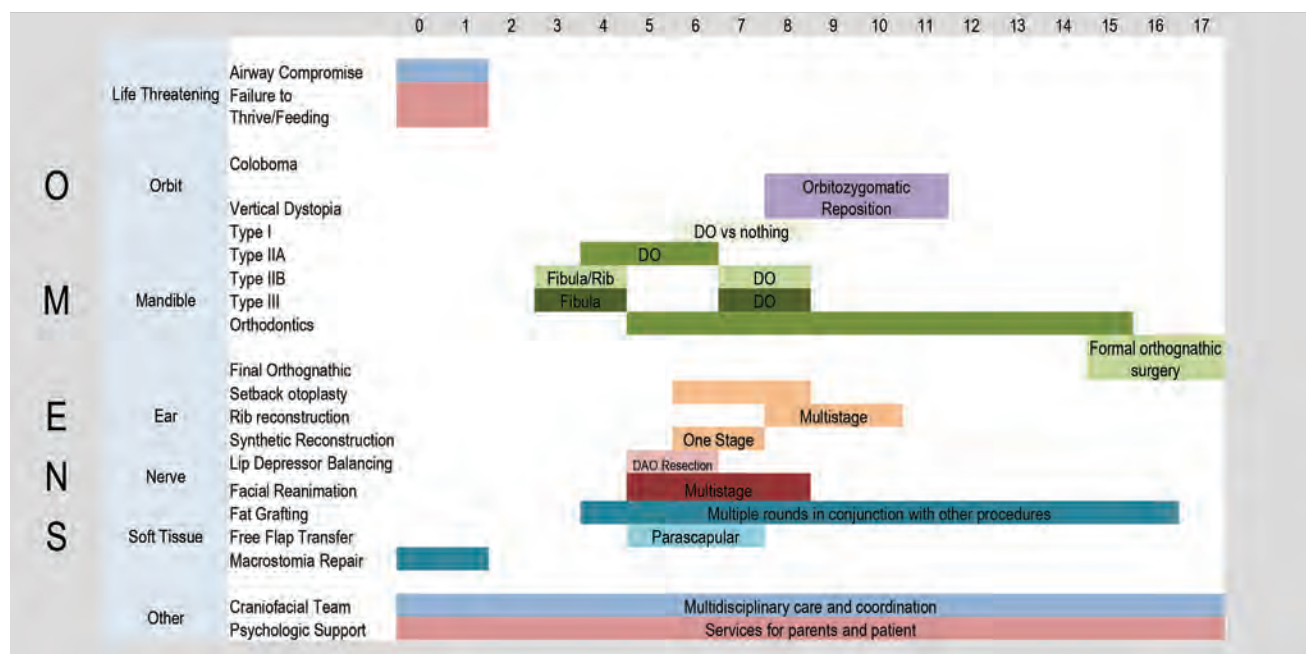 0 1 2 3 4 5 6 7 8 9 10 11 12 13 14 15 16 17
Life Threatening
Airway Compromise
Failure to
Thrive/Feeding
O
Orbit
Coloboma
Orbitozygomatic
Reposition
Vertical Dystopia
M
Mandible
Type I DO vs nothing
Type IIA DO
Type IIB Fibula/Rib DO
Type III Fibula DO
Orthodontics
Formal orthognathic
surgery
Final Orthognathic
E
Ear
Setback otoplasty
Rib reconstruction Multistage
Synthetic Reconstruction One Stage
N
Nerve
Lip Depressor Balancing DAO Resection
Facial Reanimation Multistage
S
Soft Tissue
Fat Grafting Multiple rounds in conjunction with other procedures
Free Flap Transfer Parascapular
Macrostomia Repair
Other
Craniofacial Team Multidisciplinary care and coordination
Psychologic Support Services for parents and patient